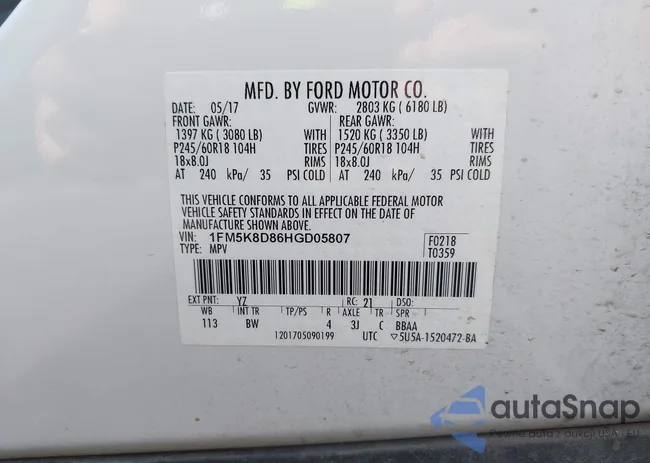 MFD. BY FORD MOTOR CO.
DATE: 05/17 GVWR: 2803 KG ( 6180 LB)
FRONT GAWR: REAR GAWR:
1397 KG ( 3080 LB) WITH 1520 KG ( 3350 LB) WITH
P245/60R18 104H TIRES P245/60R18 104H TIRES
18x8.0J RIMS 18x8.0J RIMS
AT 240 kPa/ 35 PSI COLD AT 240 kPa/ 35 PSI COLD
THIS VEHICLE CONFORMS TO ALL APPLICABLE FEDERAL MOTOR
VEHICLE SAFETY STANDARDS IN EFFECT ON THE DATE OF
MANUFACTURE SHOWN ABOVE.
VIN: 1FM5K8D86HGD05807 F0218
TYPE: MPV T0359
EXT PNT: YZ RC: 21 DSO:
WB INT TR TP/PS R AXLE TR SPR
113 BW 4 3J C BBAA
1201705090199 UTC ▽5U5A-1520472-BA
autaSnap
Pewne auta z aukcji USA i EU